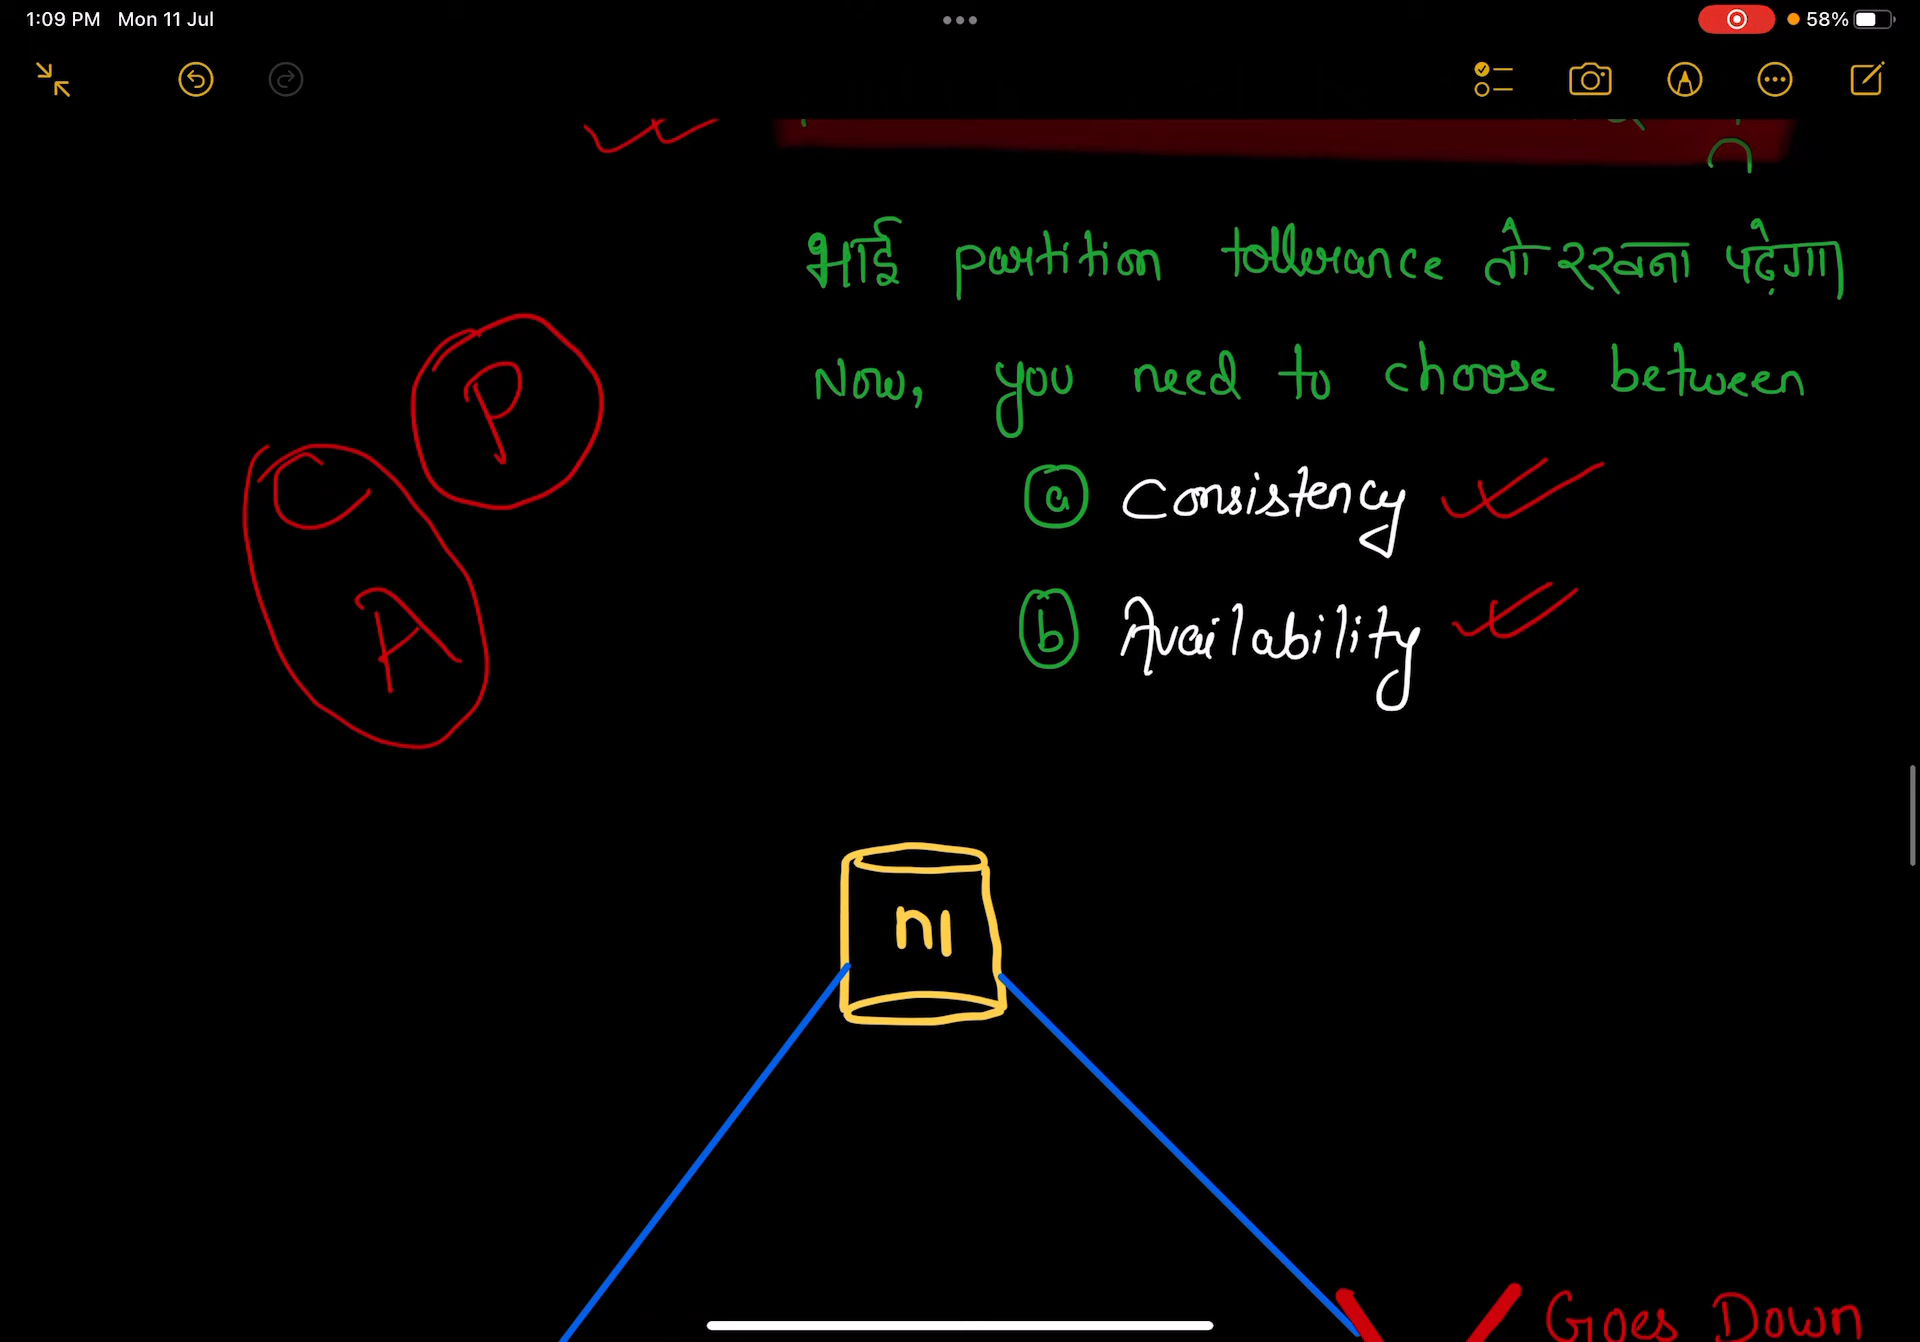 1:09 PM Mon 11 Jul
58%
भाई partition tollerance तो रखना पढ़ेगा
Now, you need to choose between
P
C
a Consistency
A
b Availability
n1
Goes Down